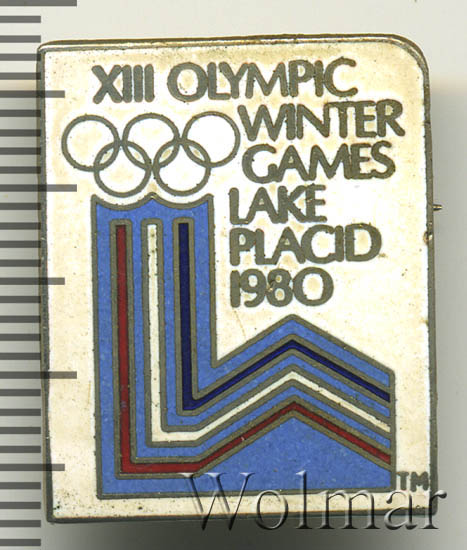 XIII OLYMPIC
WINTER
GAMES
LAKE
PLACID
1980
TM
Wolmar